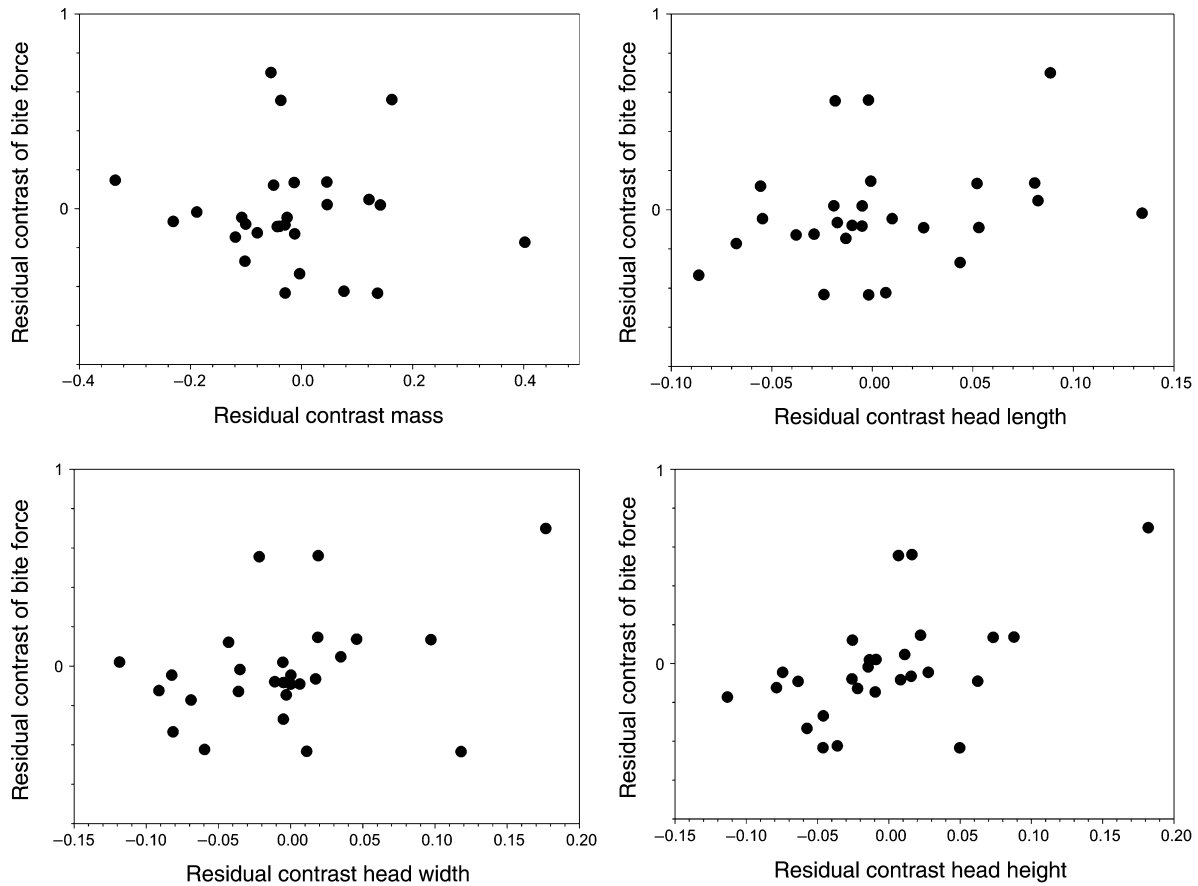 1
0
Residual contrast of bite force
–0.4 –0.2 0.0 0.2 0.4
Residual contrast mass
1
0
Residual contrast of bite force
–0.10 –0.05 0.00 0.05 0.10 0.15
Residual contrast head length
1
0
Residual contrast of bite force
–0.15 –0.10 –0.05 0.00 0.05 0.10 0.15 0.20
Residual contrast head width
1
0
Residual contrast of bite force
–0.15 –0.10 –0.05 0.00 0.05 0.10 0.15 0.20
Residual contrast head height